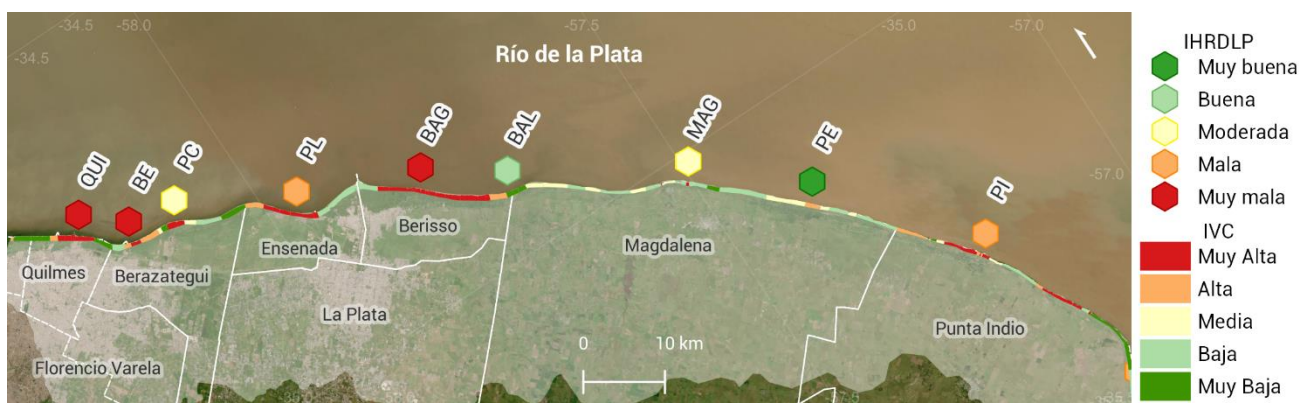 -34.5
-58.0
-57.5
-35.0
-57.0
-34.5
Río de la Plata
QUI
BE
PC
PL
BAG
BAL
MAG
PE
PI
-57.0
Quilmes
Berazategui
Ensenada
Berisso
Magdalena
La Plata
Punta Indio
Florencio Varela
0 10 km
IHRDLP
Muy buena
Buena
Moderada
Mala
Muy mala
IVC
Muy Alta
Alta
Media
Baja
Muy Baja